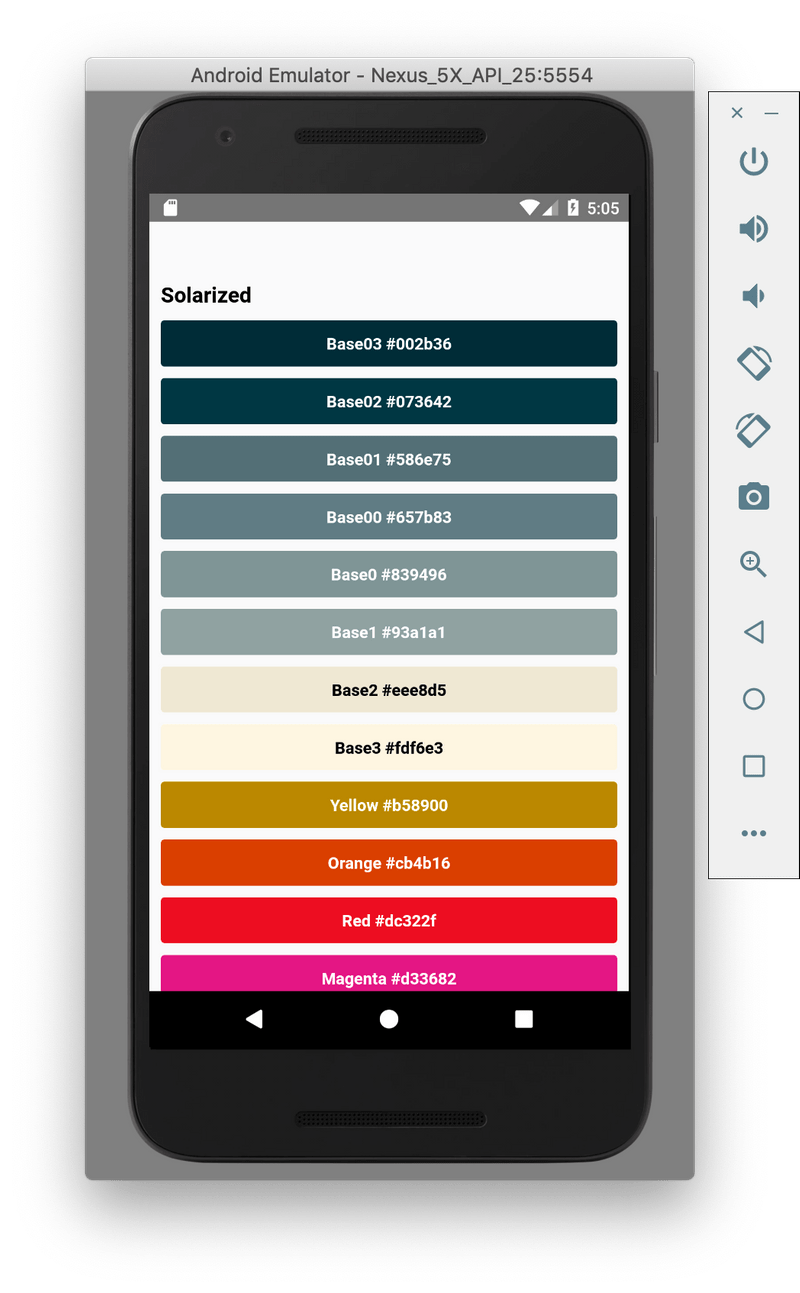 Android Emulator - Nexus_5X_API_25:5554
5:05
Solarized
Base03 #002b36
Base02 #073642
Base01 #586e75
Base00 #657b83
Base0 #839496
Base1 #93a1a1
Base2 #eee8d5
Base3 #fdf6e3
Yellow #b58900
Orange #cb4b16
Red #dc322f
Magenta #d33682